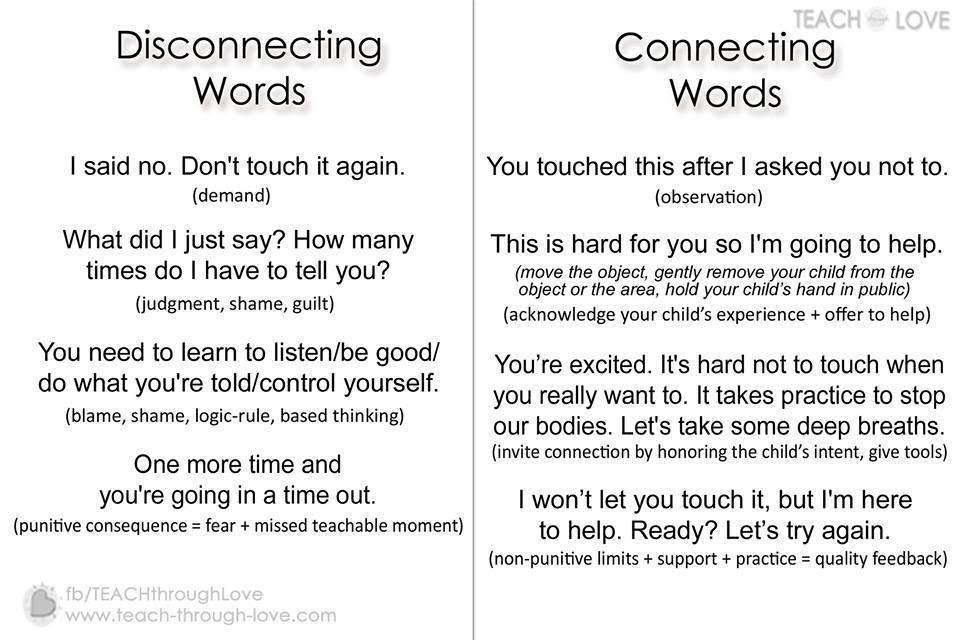 Disconnecting
Words
I said no. Don't touch it again.
(demand)
What did I just say? How many
times do I have to tell you?
(judgment, shame, guilt)
You need to learn to listen/be good/
do what you're told/control yourself.
(blame, shame, logic-rule, based thinking)
One more time and
you're going in a time out.
(punitive consequence = fear + missed teachable moment)
fb/TEACHthroughLove
www.teach-through-love.com
TEACH LOVE
Connecting
Words
You touched this after I asked you not to.
(observation)
This is hard for you so I'm going to help.
(move the object, gently remove your child from the
object or the area, hold your child's hand in public)
(acknowledge your child's experience + offer to help)
You're excited. It's hard not to touch when
you really want to. It takes practice to stop
our bodies. Let's take some deep breaths.
(invite connection by honoring the child's intent, give tools)
I won't let you touch it, but I'm here
to help. Ready? Let's try again.
(non-punitive limits + support + practice = quality feedback)